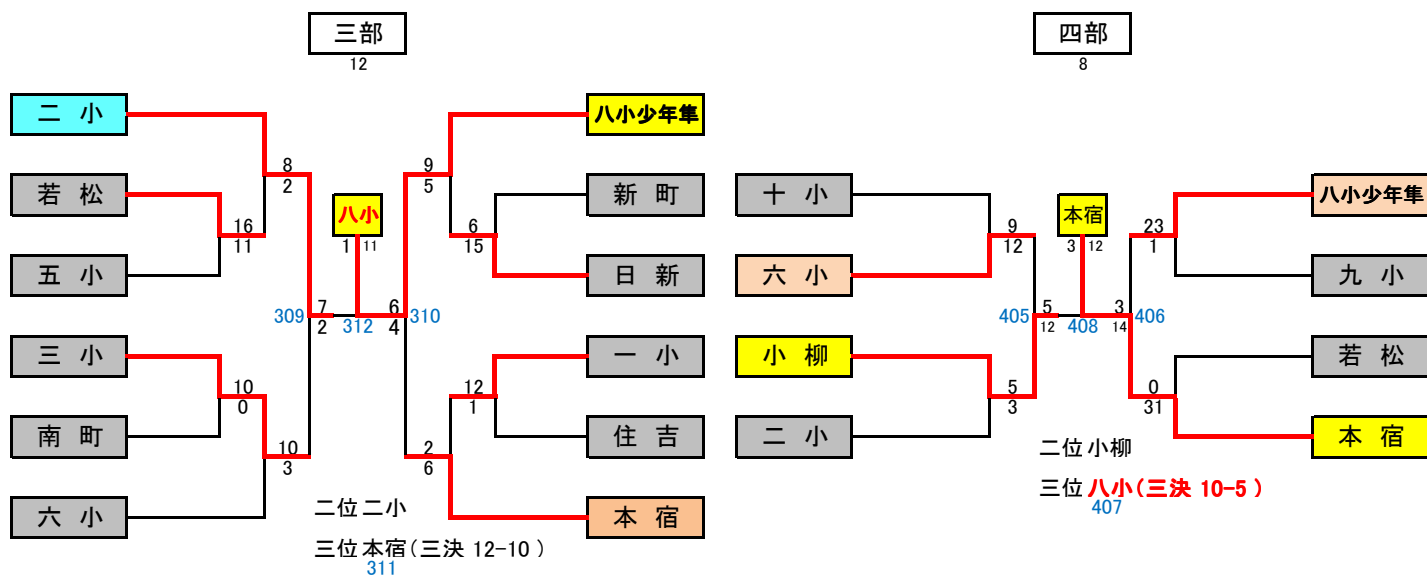 三部
12
二 小
若 松
五 小
三 小
南 町
六 小
8
2
16
11
10
0
10
3
309
7
2
八小
1 11
312
6
4
310
9
5
6
15
12
1
2
6
八小少年隼
新 町
日 新
一 小
住 吉
本 宿
二位 二小
三位 本宿(三決 12-10 )
311
四部
8
十 小
六 小
小 柳
二 小
9
12
5
3
405
5
12
本宿
3 12
408
3
14
406
23
1
0
31
八小少年隼
九 小
若 松
本 宿
二位 小柳
三位 八小(三決 10-5 )
407